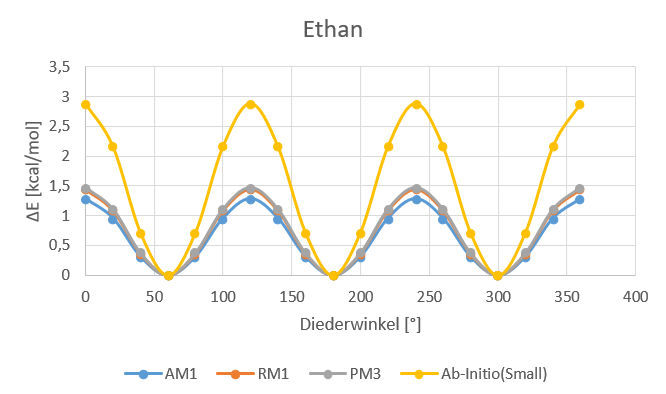 Ethan
3,5
3
2,5
2
1,5
1
0,5
0
ΔE [kcal/mol]
0 50 100 150 200 250 300 350 400
Diederwinkel [°]
AM1 RM1 PM3 Ab-Initio(Small)